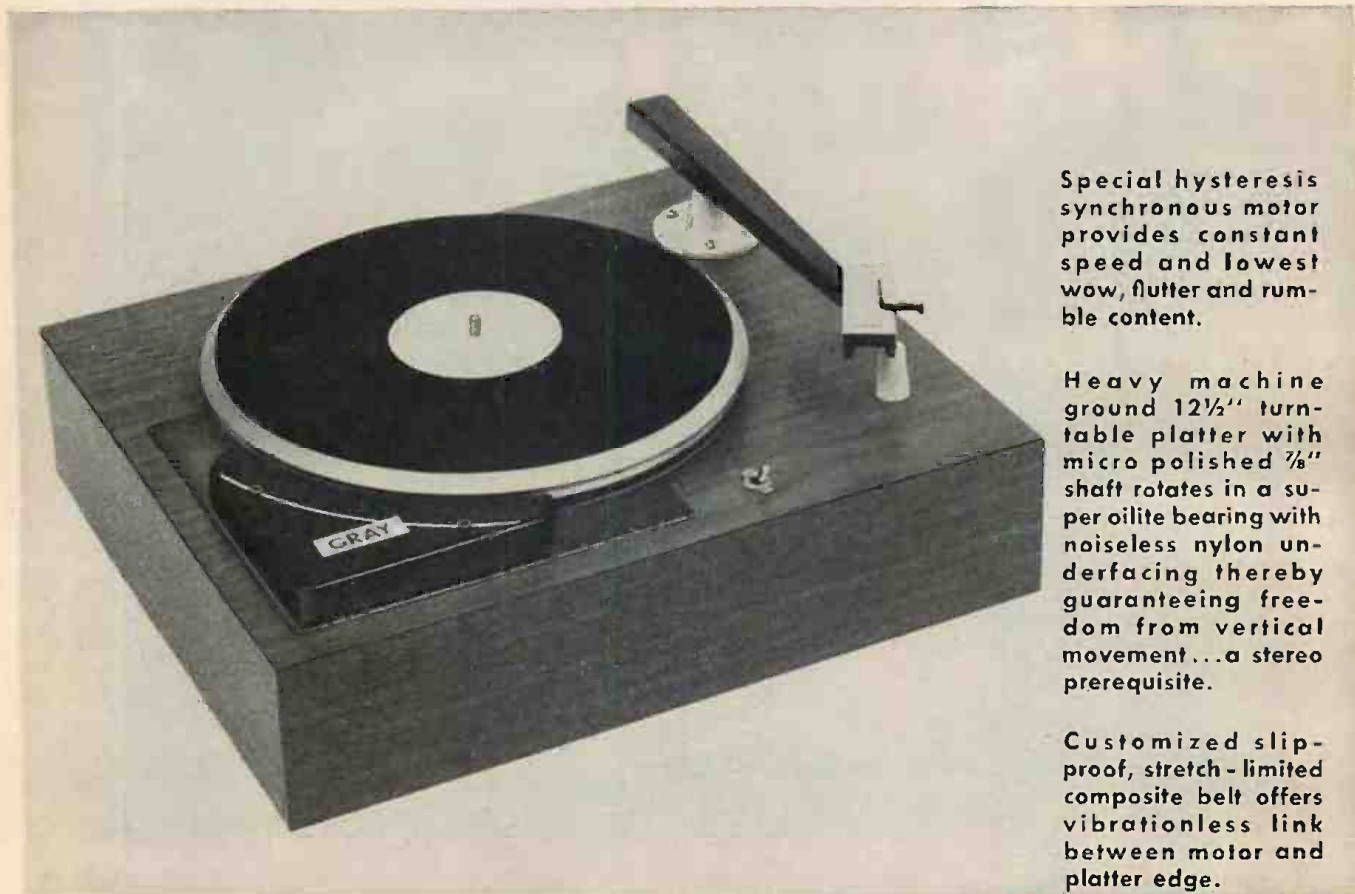 Special hysteresis
synchronous motor
provides constant
speed and lowest
wow, flutter and rum-
ble content.
Heavy machine
ground 12½'' turn-
table platter with
micro polished ⅞''
shaft rotates in a su-
per oilite bearing with
noiseless nylon un-
derfacing thereby
guaranteeing free-
dom from vertical
movement...a stereo
prerequisite.
Customized slip-
proof, stretch-limited
composite belt offers
vibrationless link
between motor and
platter edge.
GRAY